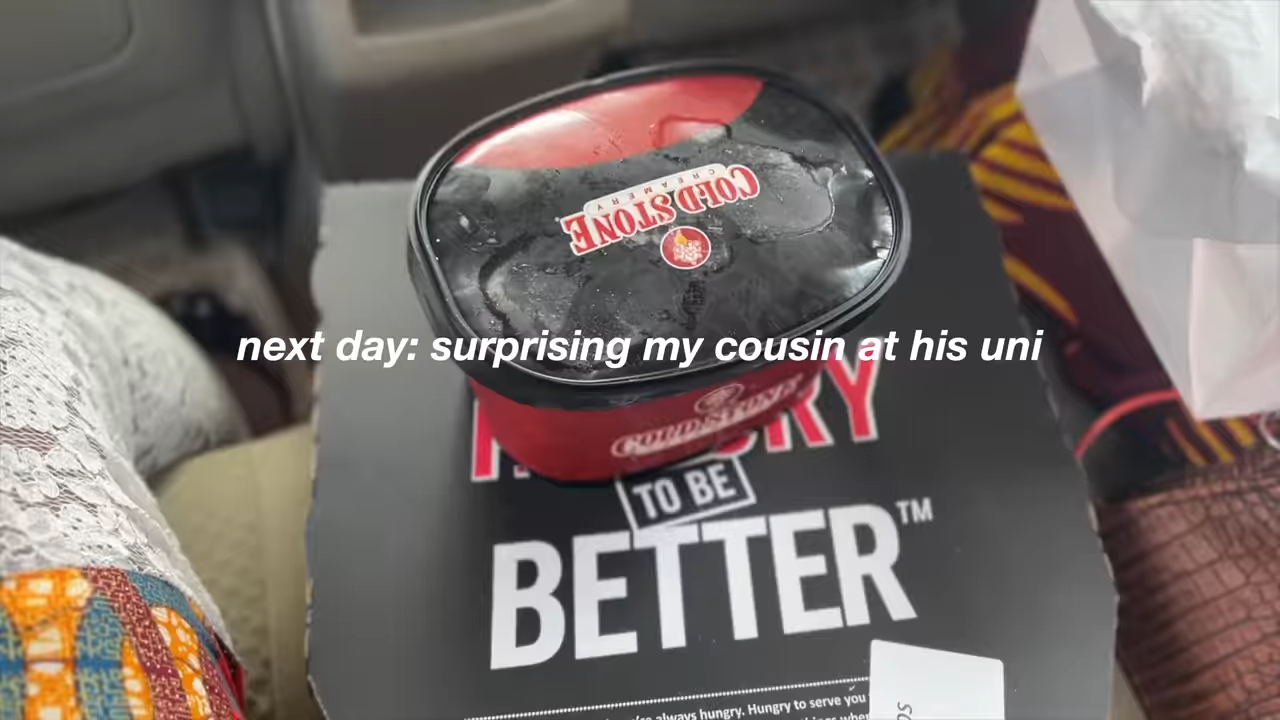 COLD STONE
CREAMERY
next day: surprising my cousin at his uni
COLD STONE
TO BE
BETTER™
always hungry. Hungry to serve you